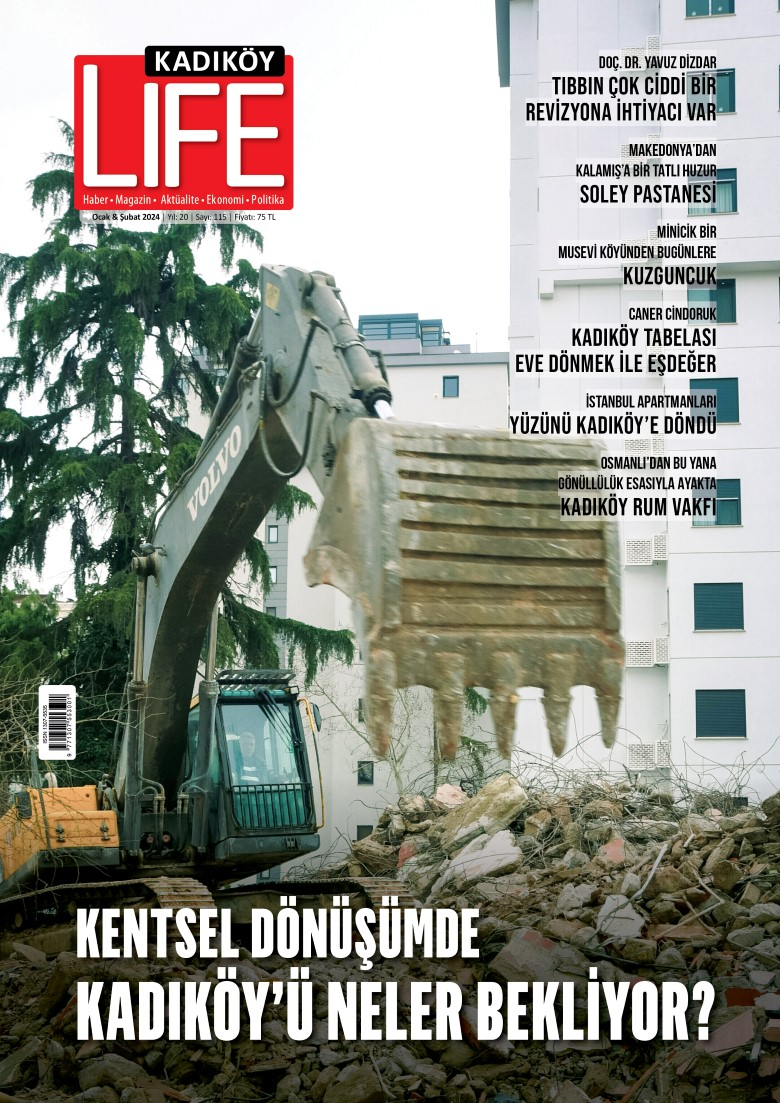 KADIKÖY
LIFE
Haber • Magazin • Aktüalite • Ekonomi • Politika
Ocak & Şubat 2024 | Yıl: 20 | Sayı: 115 | Fiyatı: 75 TL
DOÇ. DR. YAVUZ DİZDAR
TIBBIN ÇOK CİDDİ BİR
REVİZYONA İHTİYACI VAR
MAKEDONYA’DAN
KALAMIŞ’A BİR TATLI HUZUR
SOLEY PASTANESİ
MİNİCİK BİR
MUSEVİ KÖYÜNDEN BUGÜNLERE
KUZGUNCUK
CANER CİNDORUK
KADIKÖY TABELASI
EVE DÖNMEK İLE EŞDEĞER
İSTANBUL APARTMANLARI
YÜZÜNÜ KADIKÖY’E DÖNDÜ
OSMANLI’DAN BU YANA
GÖNÜLLÜLÜK ESASIYLA AYAKTA
KADIKÖY RUM VAKFI
VOLVO
KENTSEL DÖNÜŞÜMDE
KADIKÖY’Ü NELER BEKLİYOR?